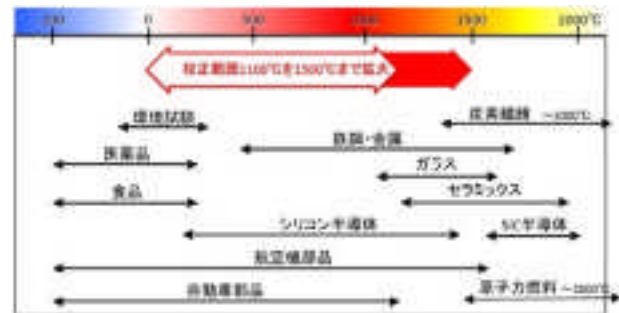 -200 0 500 1000 1500 2000℃
校正範囲1100℃を1500℃まで拡大
環境試験
炭素繊維 ~3000℃
鉄鋼・金属
医薬品
ガラス
食品
セラミックス
シリコン半導体
SiC半導体
航空機部品
自動車部品
原子力燃料